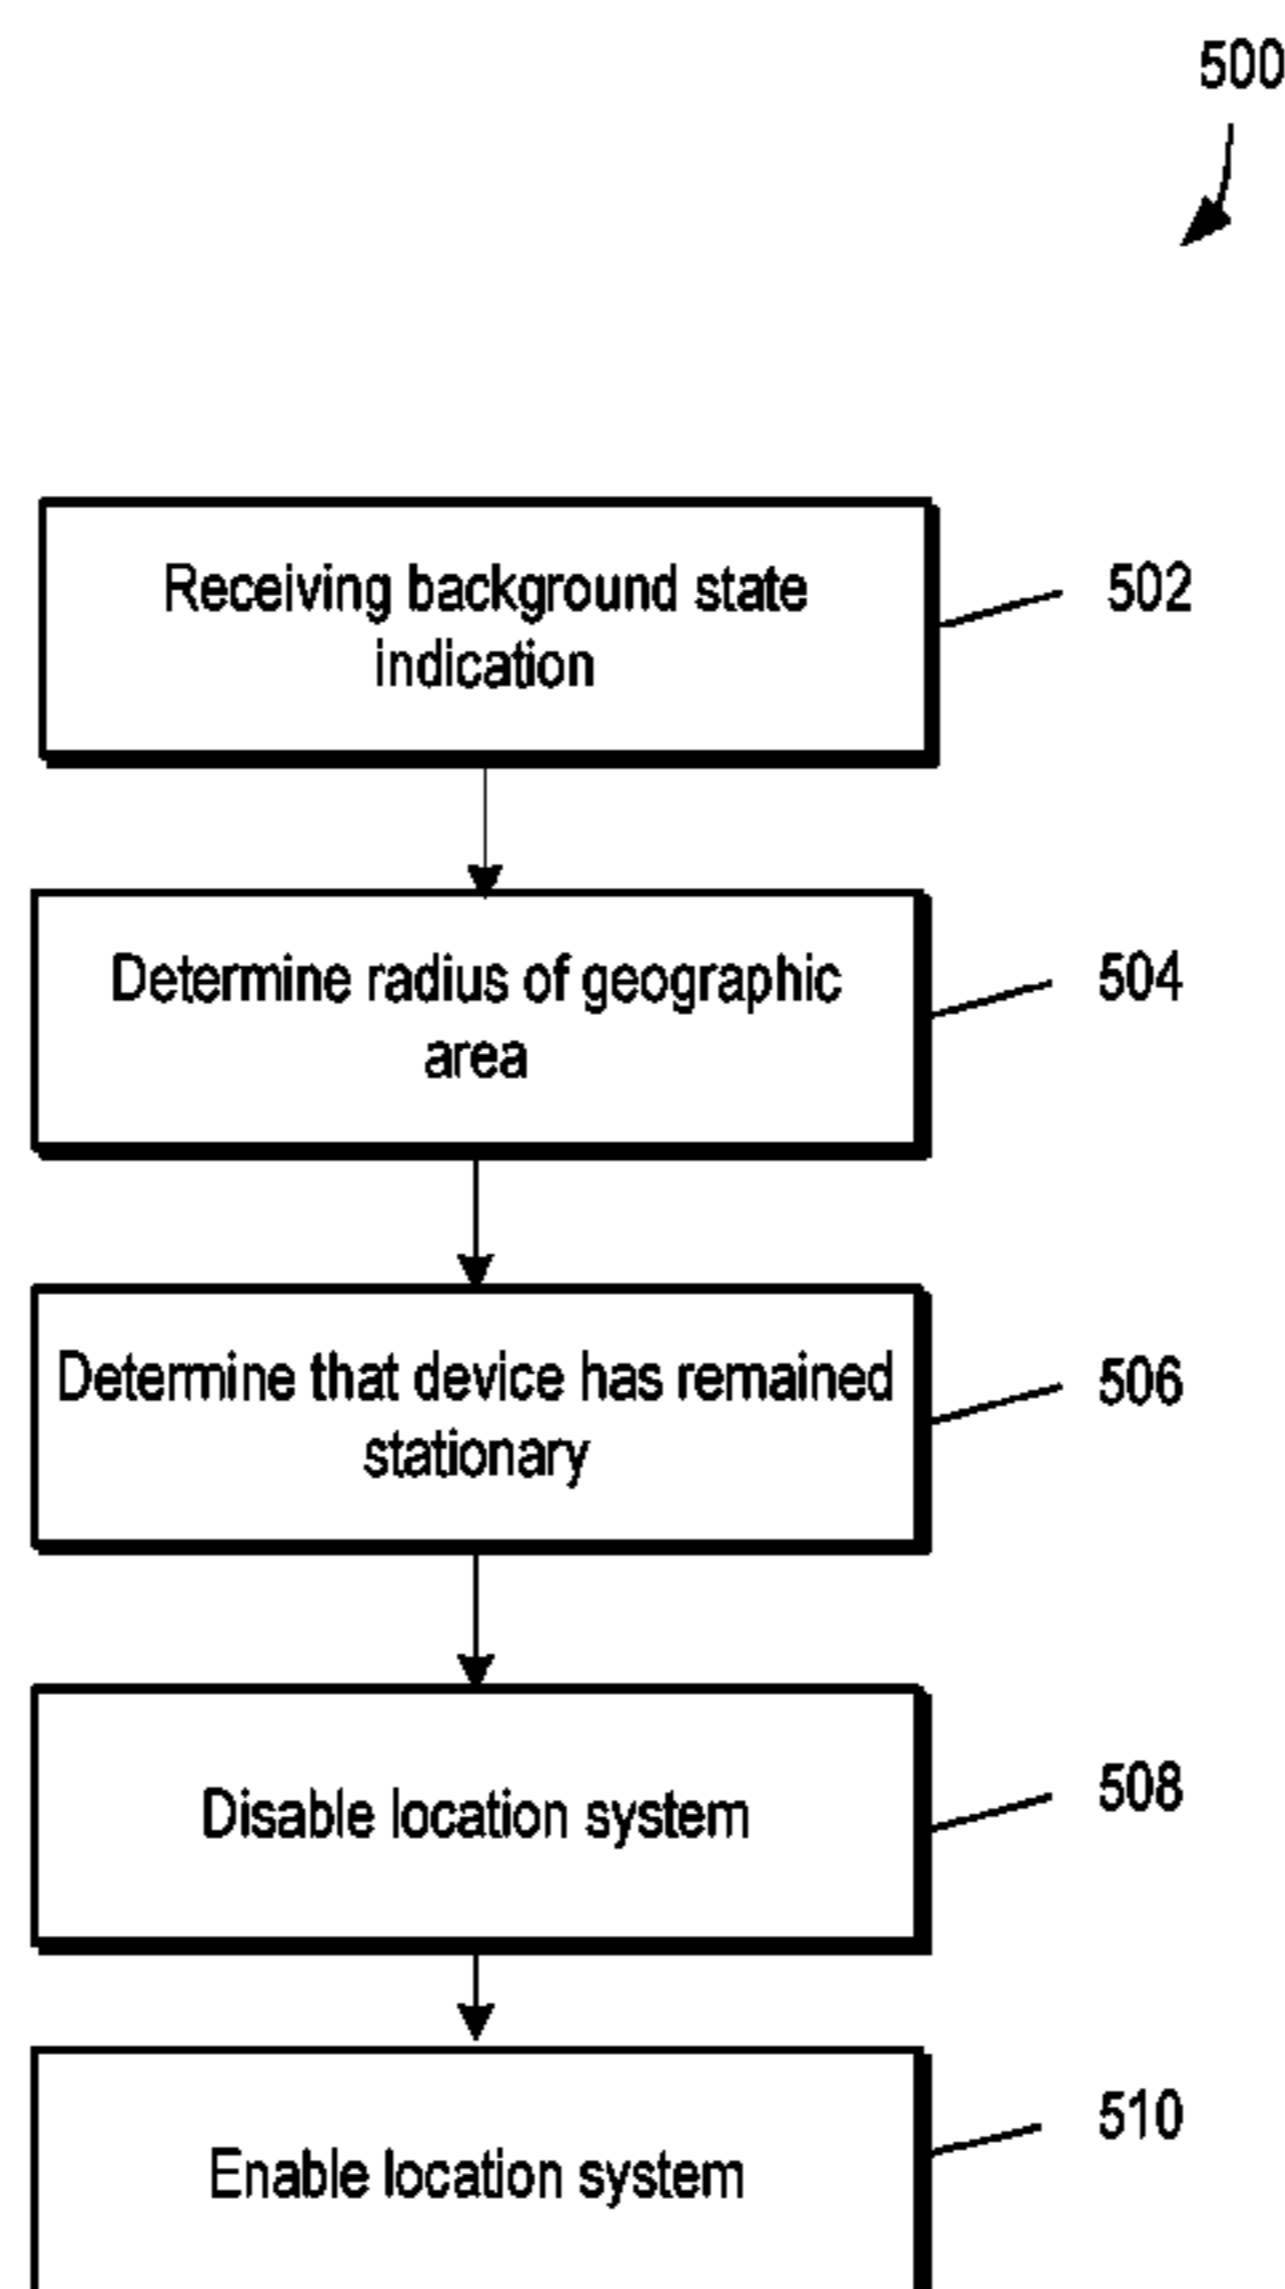 500
Receiving background state
indication
502
Determine radius of geographic
area
504
Determine that device has remained
stationary
506
Disable location system
508
Enable location system
510